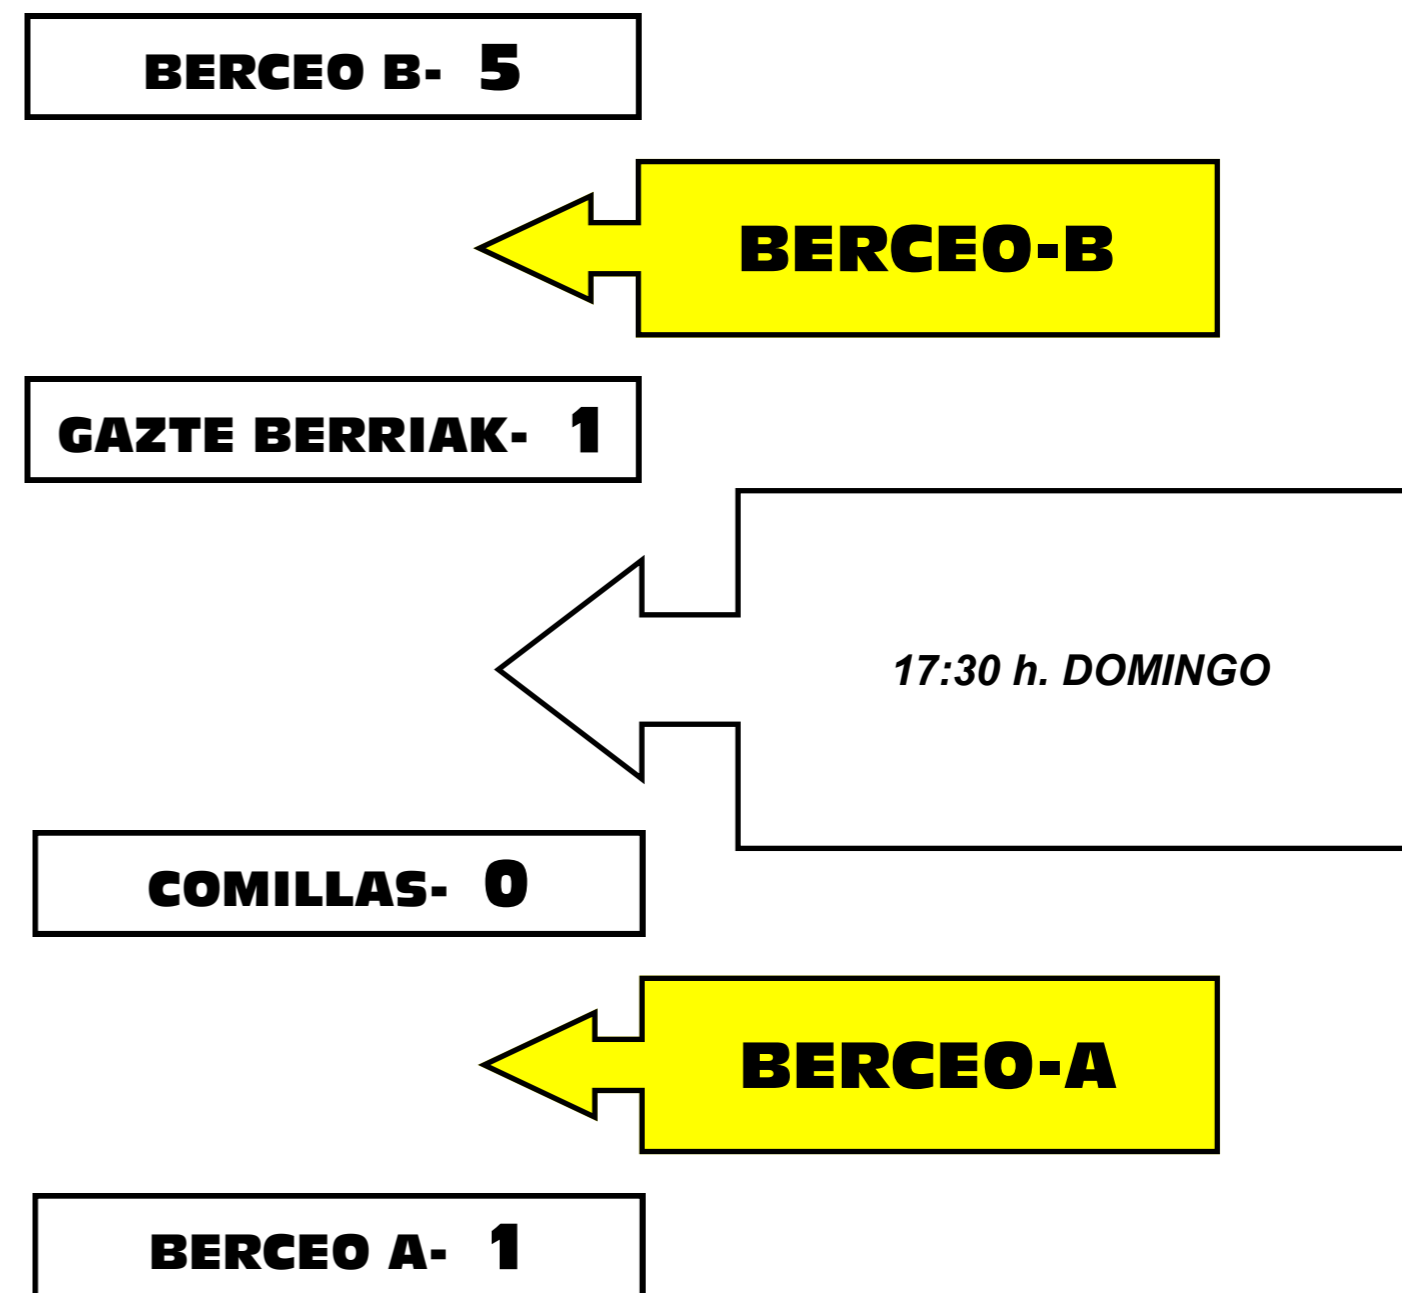 BERCEO B- 5
BERCEO-B
GAZTE BERRIAK- 1
17:30 h. DOMINGO
COMILLAS- 0
BERCEO-A
BERCEO A- 1